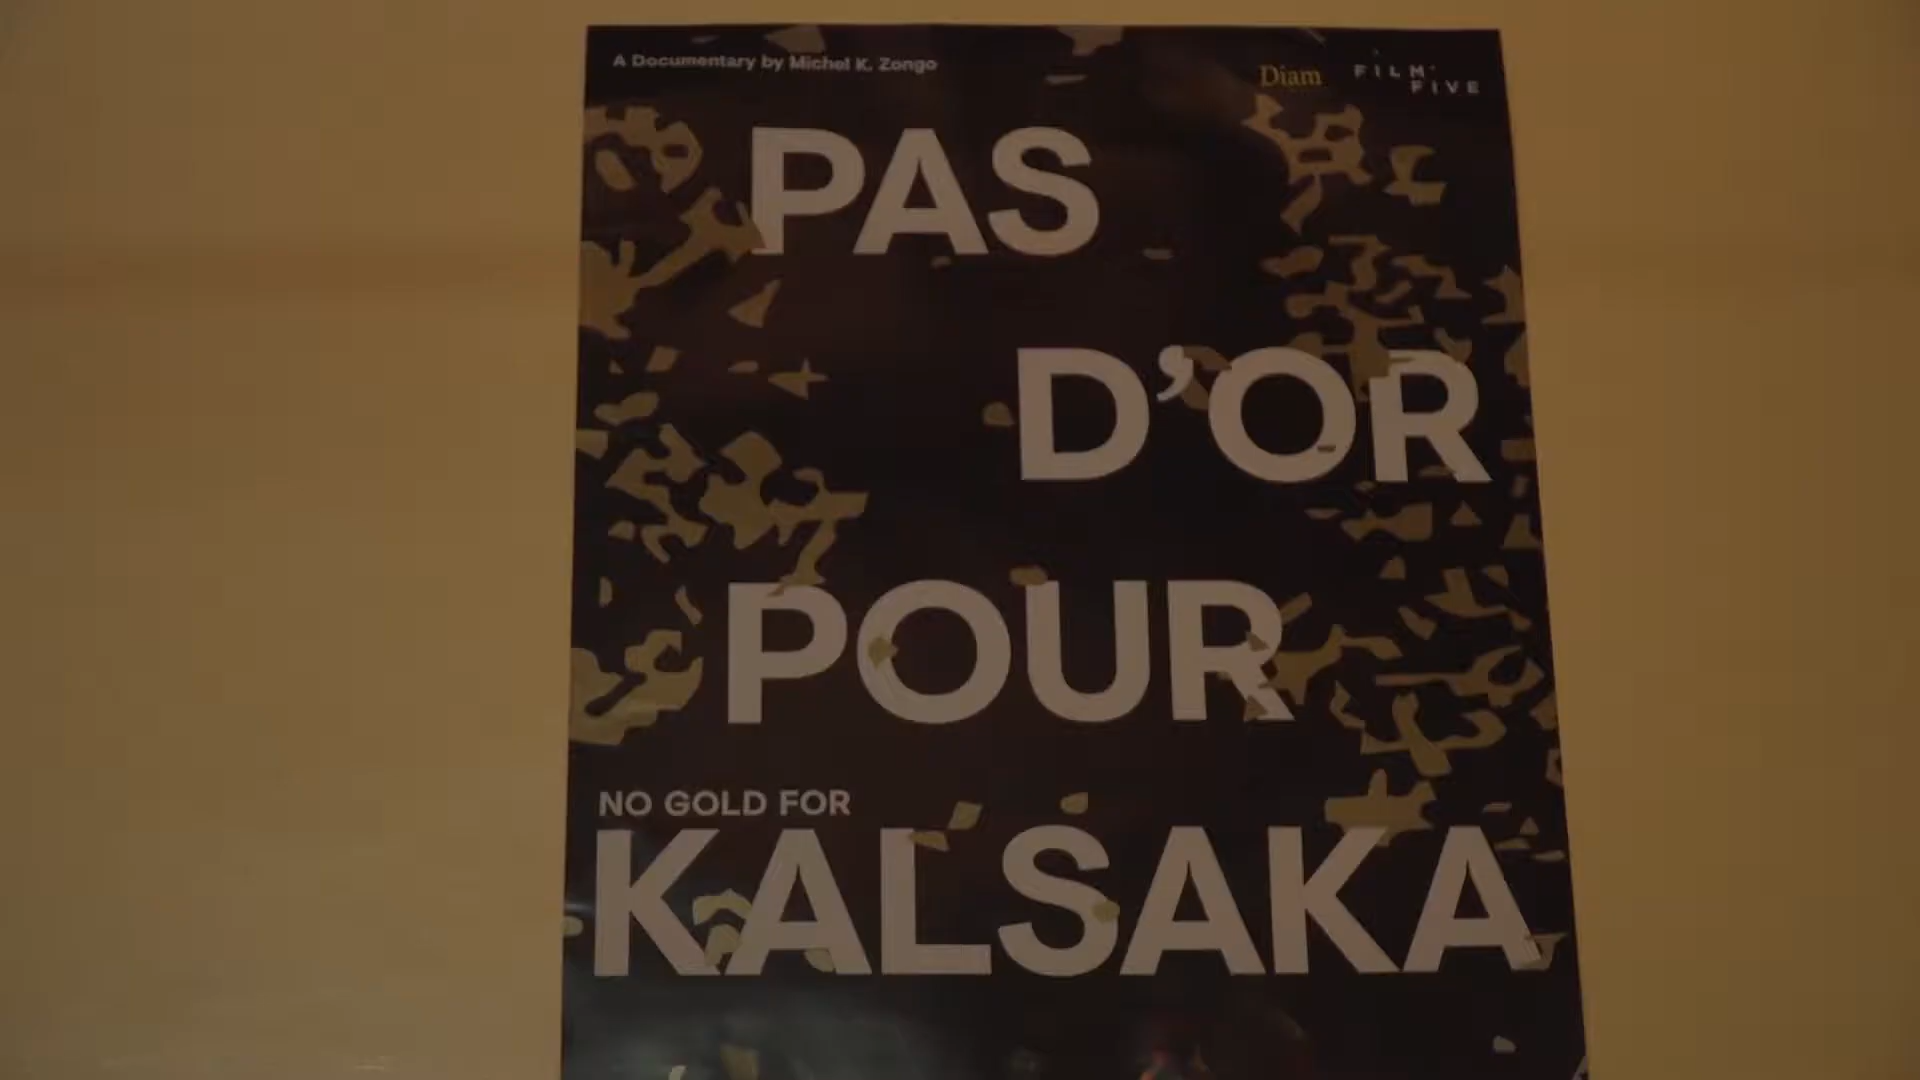 A Documentary by Michel K. Zongo
Diam
FILM
FIVE
PAS
D'OR
POUR
NO GOLD FOR
KALSAKA